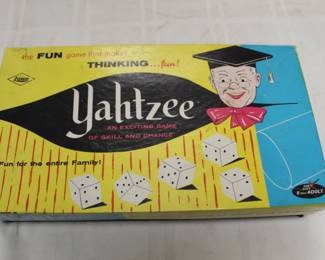 the FUN game that makes
THINKING...fun!
Yahtzee
AN EXCITING GAME
OF SKILL AND CHANCE
Fun for the entire Family!
ADULT